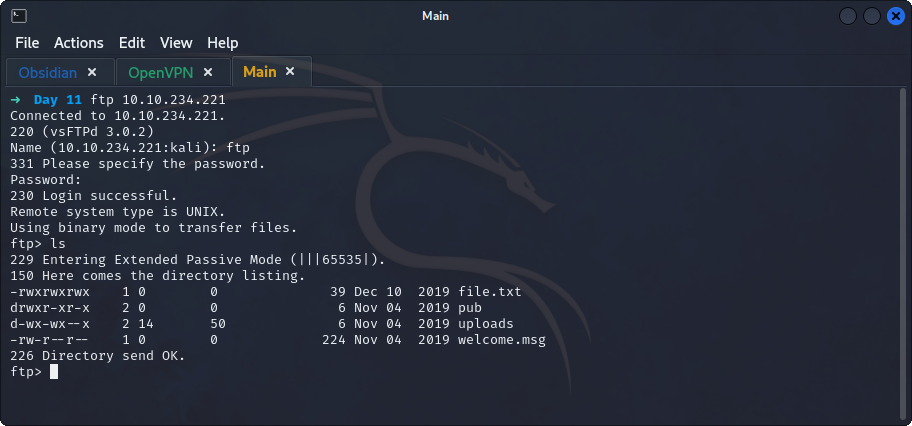 Main
File Actions Edit View Help
Obsidian × OpenVPN × Main ×
→ Day 11 ftp 10.10.234.221
Connected to 10.10.234.221.
220 (vsFTPd 3.0.2)
Name (10.10.234.221:kali): ftp
331 Please specify the password.
Password:
230 Login successful.
Remote system type is UNIX.
Using binary mode to transfer files.
ftp> ls
229 Entering Extended Passive Mode (|||65535|).
150 Here comes the directory listing.
-rwxrwxrwx    1 0        0              39 Dec 10  2019 file.txt
drwxr-xr-x    2 0        0               6 Nov 04  2019 pub
d-wx-wx--x    2 14       50              6 Nov 04  2019 uploads
-rw-r--r--    1 0        0             224 Nov 04  2019 welcome.msg
226 Directory send OK.
ftp>